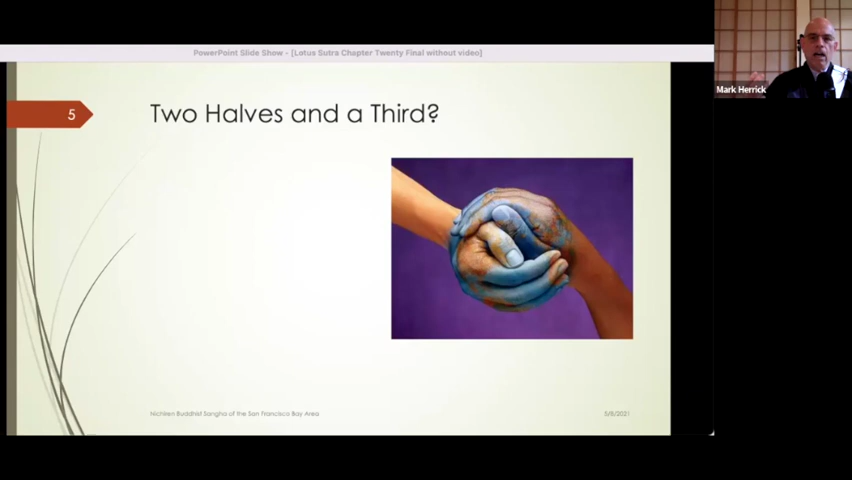 PowerPoint Slide Show - [Lotus Sutra Chapter Twenty Final without video]
Mark Herrick
5
Two Halves and a Third?
Nichiren Buddhist Sangha of the San Francisco Bay Area
5/8/2021